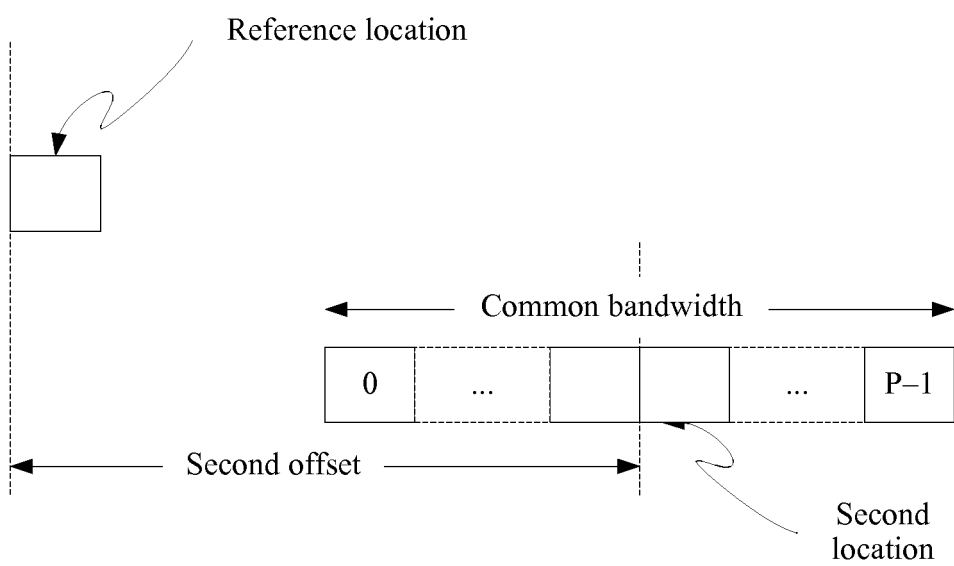 Reference location
Common bandwidth
0
...
...
P–1
Second offset
Second
location